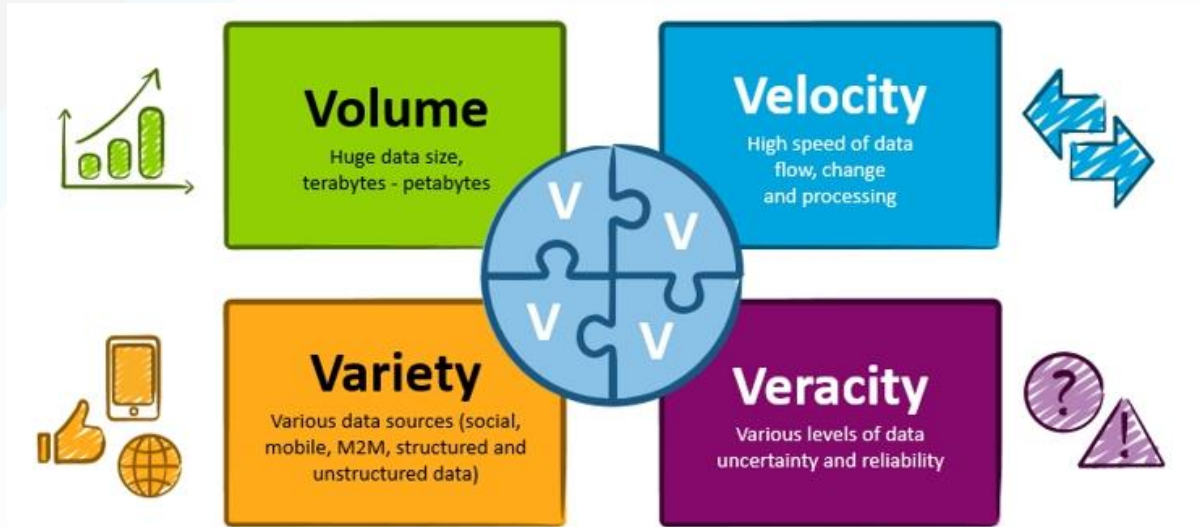 Volume
Huge data size,
terabytes - petabytes
Velocity
High speed of data
flow, change
and processing
V
V
V
V
Variety
Various data sources (social,
mobile, M2M, structured and
unstructured data)
Veracity
Various levels of data
uncertainty and reliability
?
!